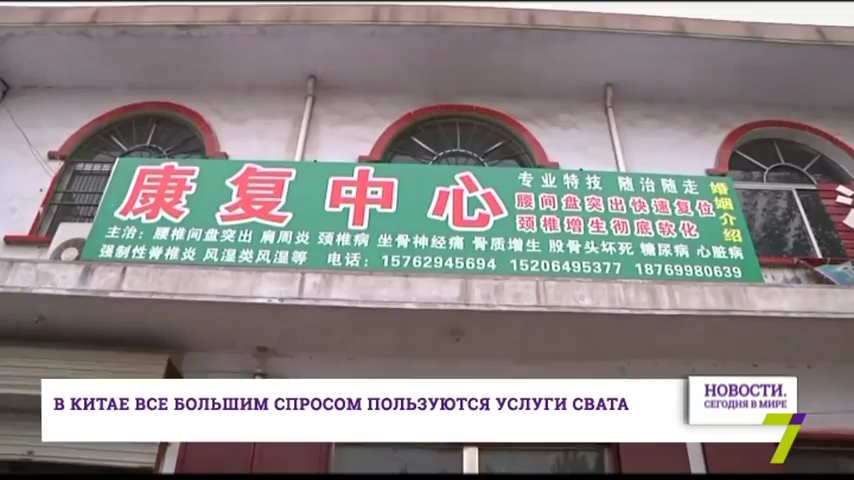 康复中心
专业特技 随治随走
腰间盘突出快速复位
颈椎增生彻底软化
婚姻介绍
主治：腰椎间盘突出 肩周炎 颈椎病 坐骨神经痛 骨质增生 股骨头坏死 糖尿病 心脏病
强制性脊椎炎 风湿类风湿等 电话：15762945694 15206495377 18769980639
В КИТАЕ ВСЕ БОЛЬШИМ СПРОСОМ ПОЛЬЗУЮТСЯ УСЛУГИ СВАТА
НОВОСТИ.
СЕГОДНЯ В МИРЕ
7